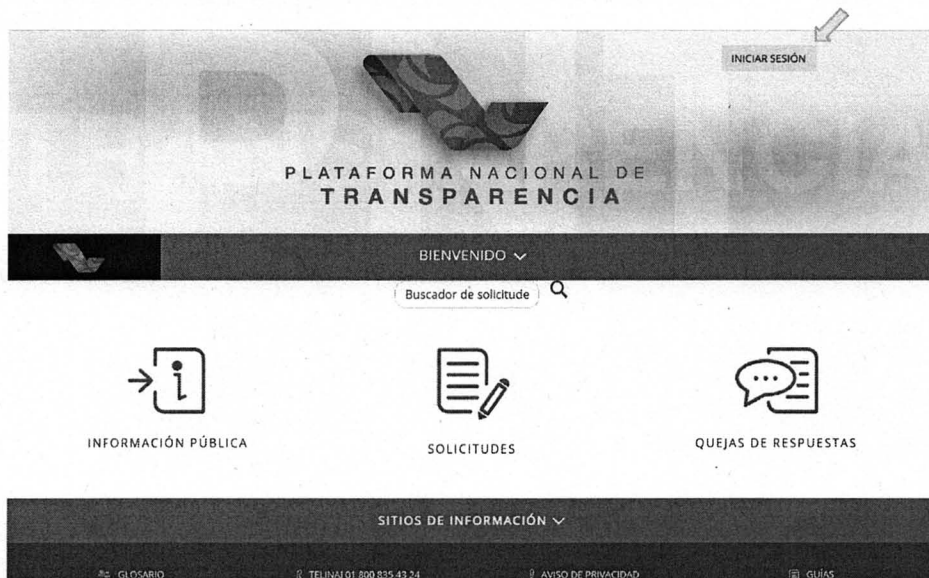 INICIAR SESIÓN
PLATAFORMA NACIONAL DE
TRANSPARENCIA
BIENVENIDO
Buscador de solicitude
INFORMACIÓN PÚBLICA
SOLICITUDES
QUEJAS DE RESPUESTAS
SITIOS DE INFORMACIÓN
GLOSARIO
TELINAI 01 800 835 43 24
AVISO DE PRIVACIDAD
GUÍAS